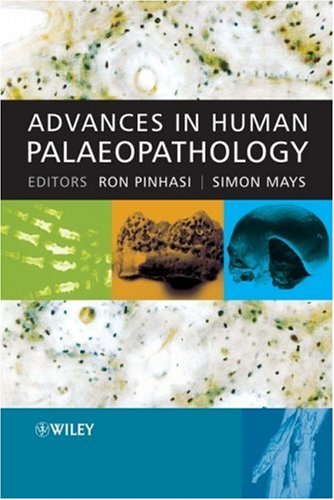 ADVANCES IN HUMAN
PALAEOPATHOLOGY
EDITORS RON PINHASI | SIMON MAYS
WILEY